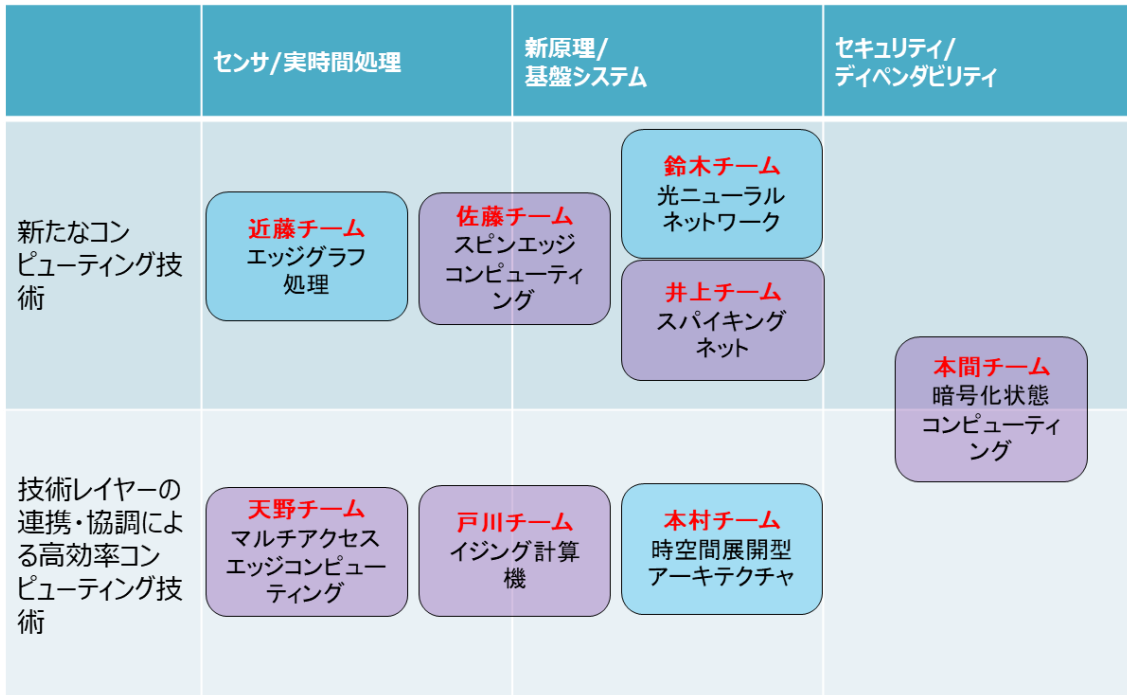 センサ/実時間処理
新原理/
基盤システム
セキュリティ/
ディペンダビリティ
新たなコン
ピューティング技
術
近藤チーム
エッジグラフ
処理
佐藤チーム
スピンエッジ
コンピューティ
ング
鈴木チーム
光ニューラル
ネットワーク
井上チーム
スパイキング
ネット
本間チーム
暗号化状態
コンピューティ
ング
技術レイヤーの
連携・協調によ
る高効率コン
ピューティング技
術
天野チーム
マルチアクセス
エッジコンピュー
ティング
戸川チーム
イジング計算
機
本村チーム
時空間展開型
アーキテクチャ